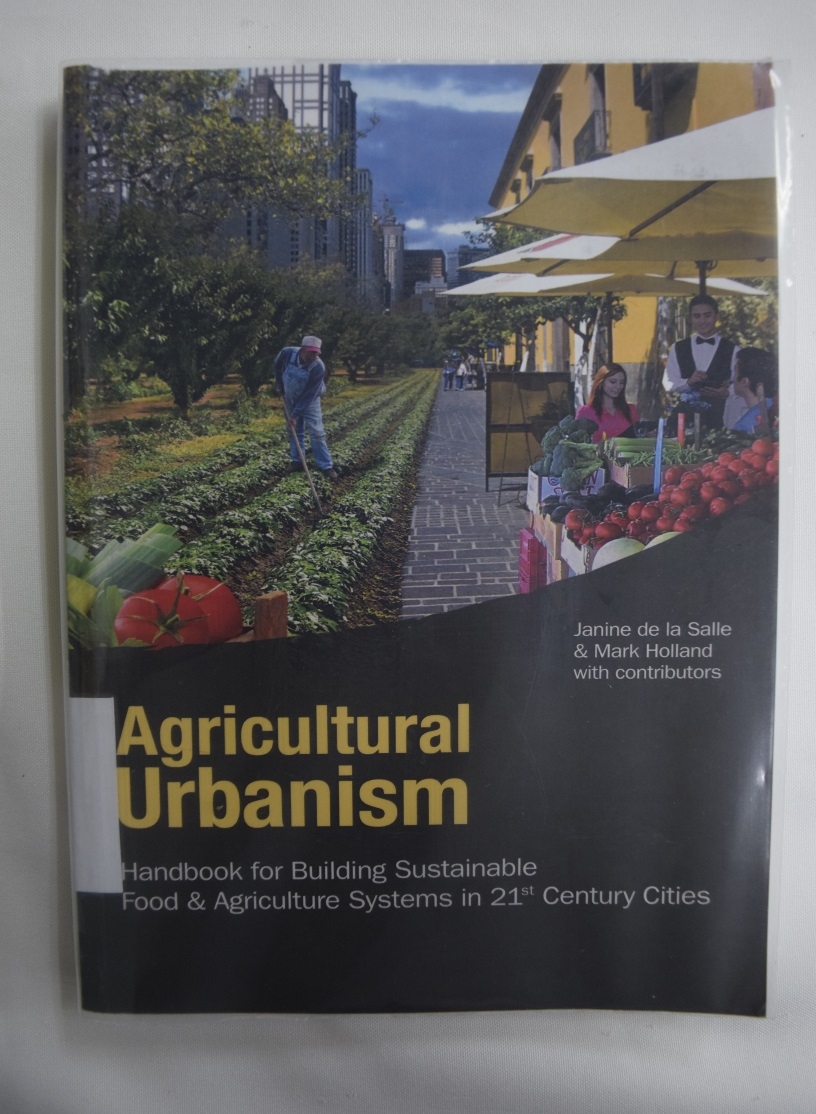 Janine de la Salle
& Mark Holland
with contributors
Agricultural
Urbanism
Handbook for Building Sustainable
Food & Agriculture Systems in 21st Century Cities